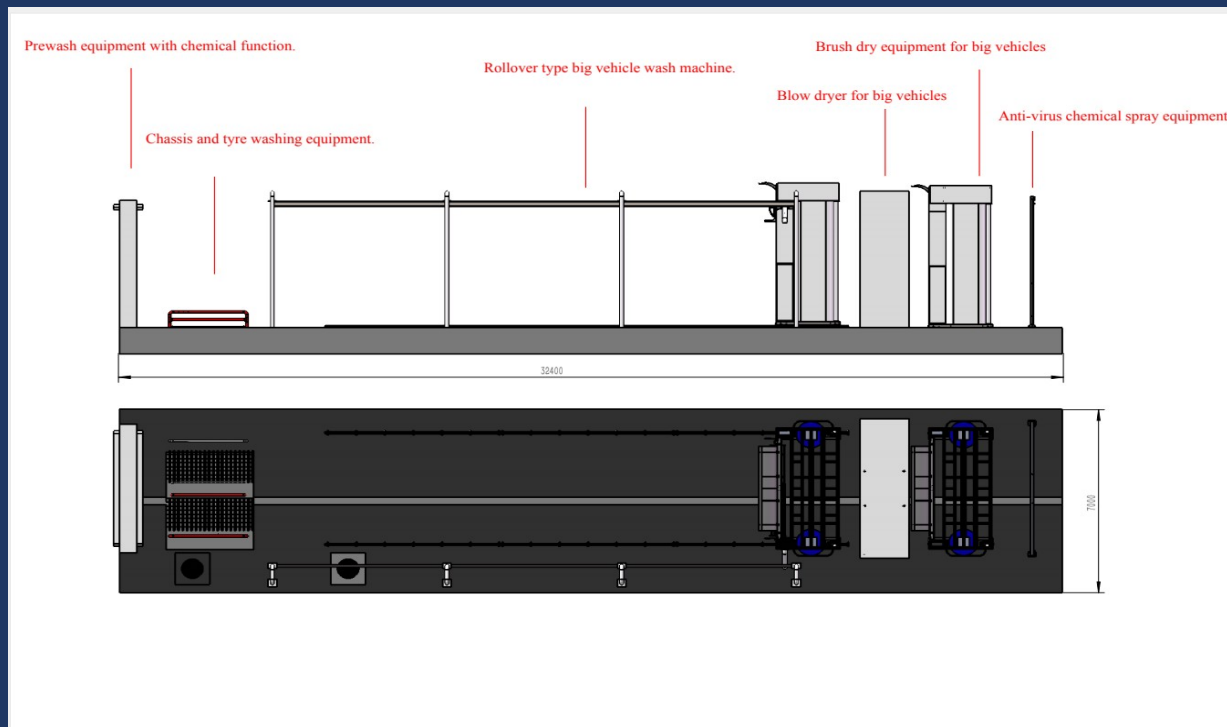 Prewash equipment with chemical function.
Rollover type big vehicle wash machine.
Brush dry equipment for big vehicles
Blow dryer for big vehicles
Anti-virus chemical spray equipment
Chassis and tyre washing equipment.
32400
7000